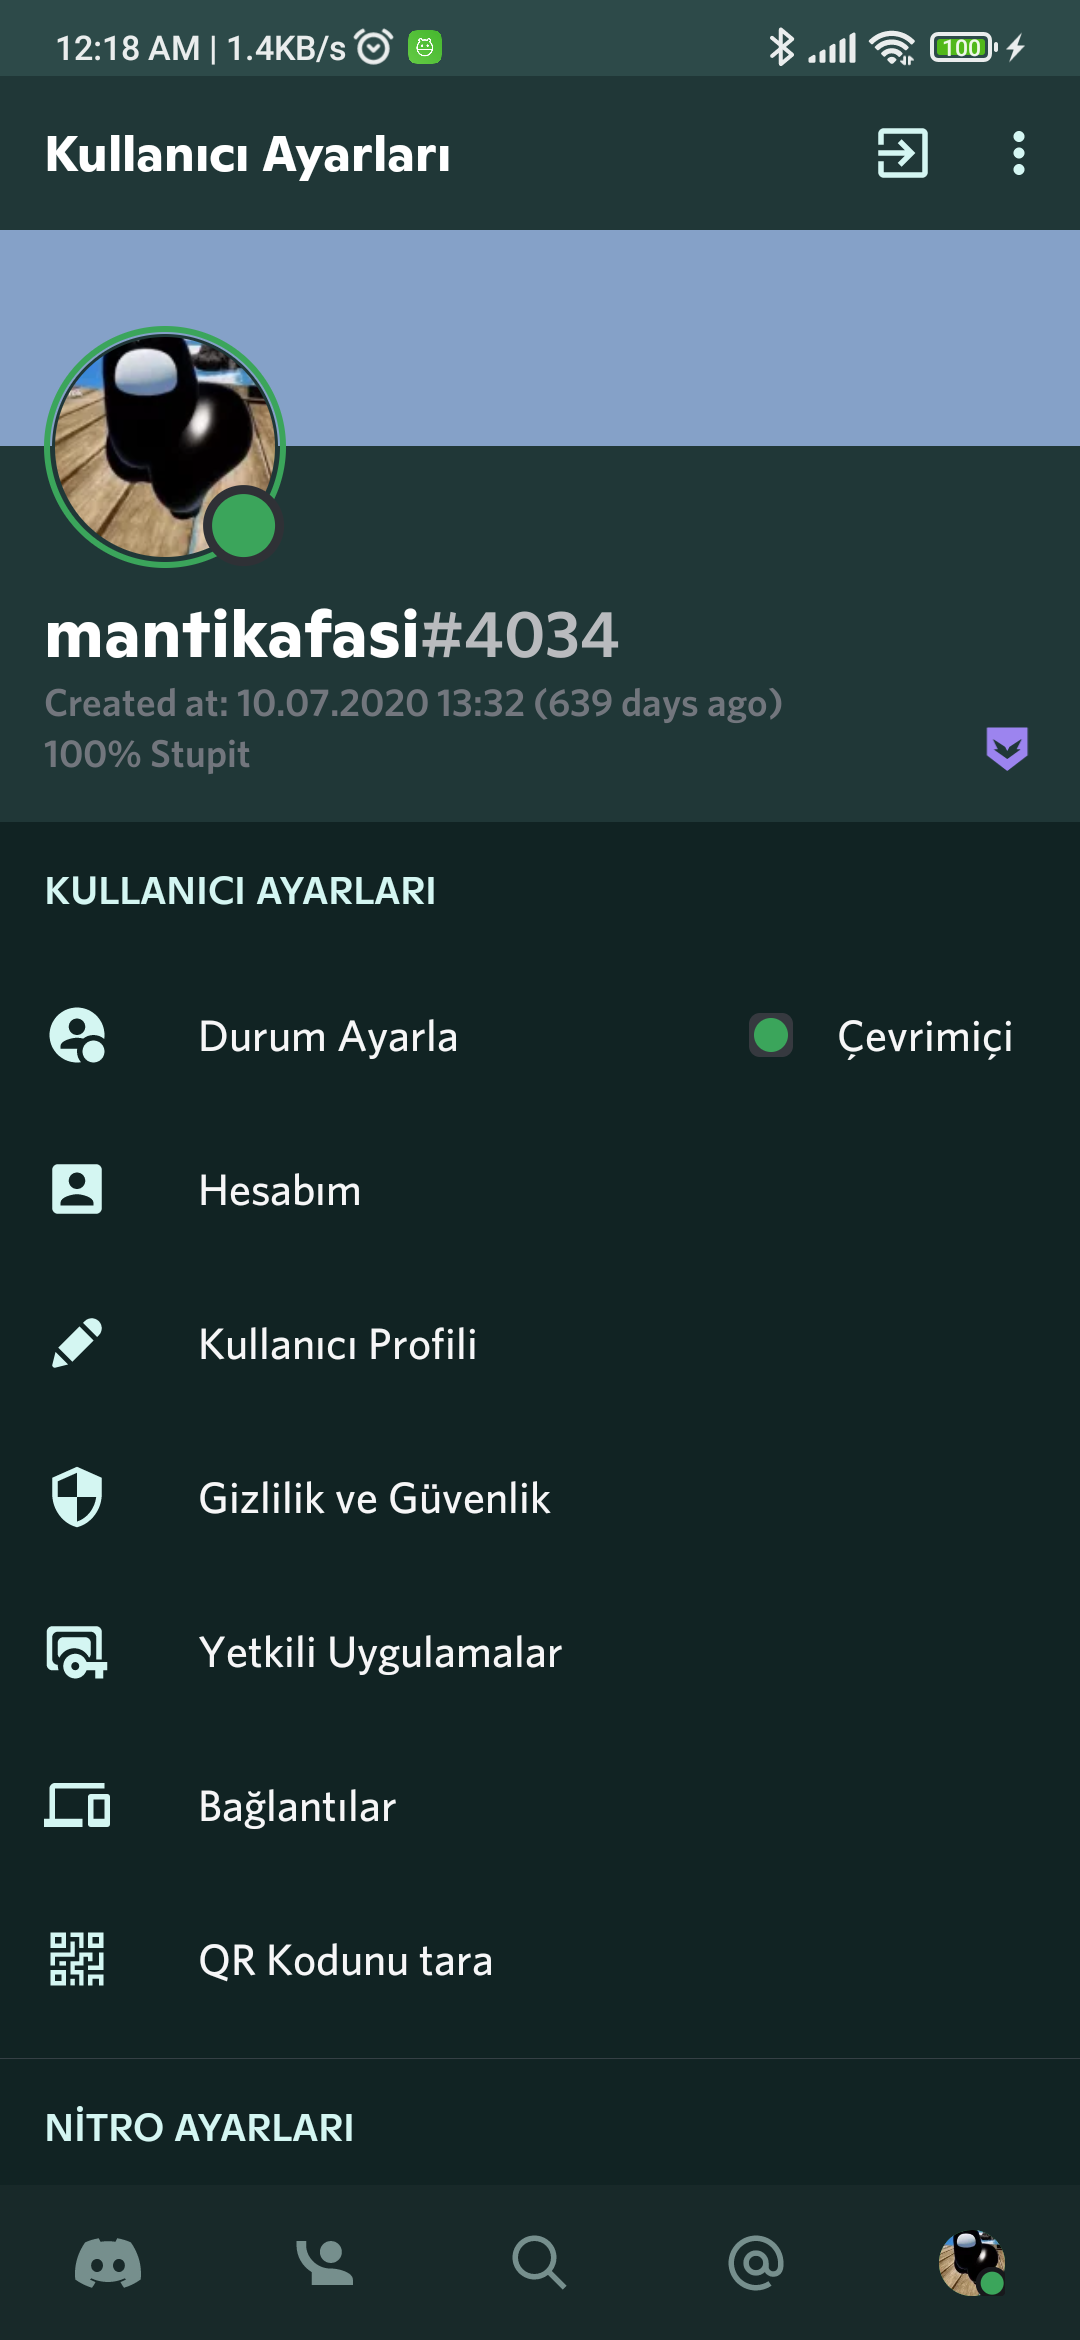 12:18 AM | 1.4KB/s
100
Kullanıcı Ayarları
mantikafasi#4034
Created at: 10.07.2020 13:32 (639 days ago)
100% Stupit
KULLANICI AYARLARI
Durum Ayarla Çevrimiçi
Hesabım
Kullanıcı Profili
Gizlilik ve Güvenlik
Yetkili Uygulamalar
Bağlantılar
QR Kodunu tara
NİTRO AYARLARI